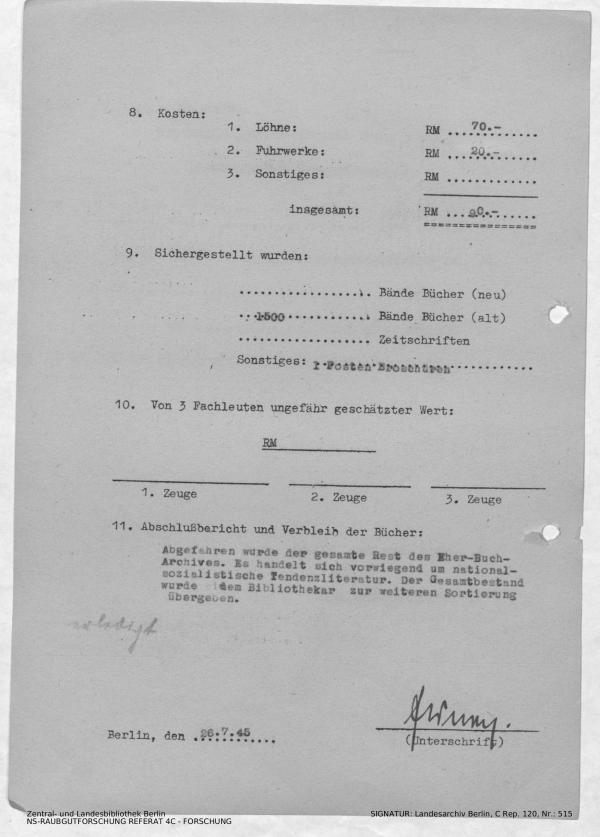 8. Kosten:
1. Löhne: RM ...70.-......
2. Fuhrwerke: RM ...20.-......
3. Sonstiges: RM ............
insgesamt: RM ...90.-......
=================
9. Sichergestellt wurden:
.................. Bände Bücher (neu)
..1500............ Bände Bücher (alt)
.................. Zeitschriften
Sonstiges: 1 Posten Broschüren............
10. Von 3 Fachleuten ungefähr geschätzter Wert:
RM
1. Zeuge 2. Zeuge 3. Zeuge
11. Abschlußbericht und Verbleib der Bücher:
Abgefahren wurde der gesamte Rest des Eher-Buch-
Archives. Es handelt sich vorwiegend um national-
sozialistische Tendenzliteratur. Der Gesamtbestand
wurde dem Bibliothekar zur weiteren Sortierung
übergeben.
erledigt
Berlin, den .26.7.45....
(Unterschrift)
Zentral- und Landesbibliothek Berlin
NS-RAUBGUTFORSCHUNG REFERAT 4C - FORSCHUNG
SIGNATUR: Landesarchiv Berlin, C Rep. 120, Nr.: 515